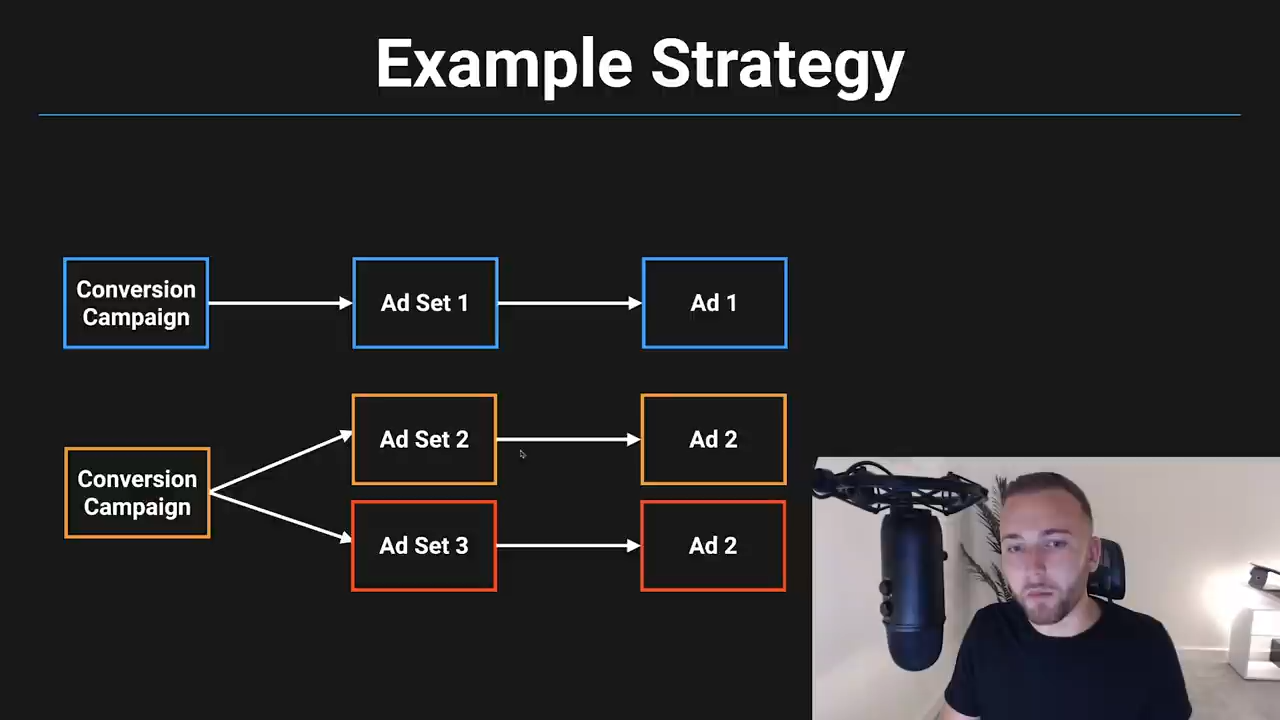 Example Strategy
Conversion
Campaign
Ad Set 1
Ad 1
Conversion
Campaign
Ad Set 2
Ad 2
Ad Set 3
Ad 2